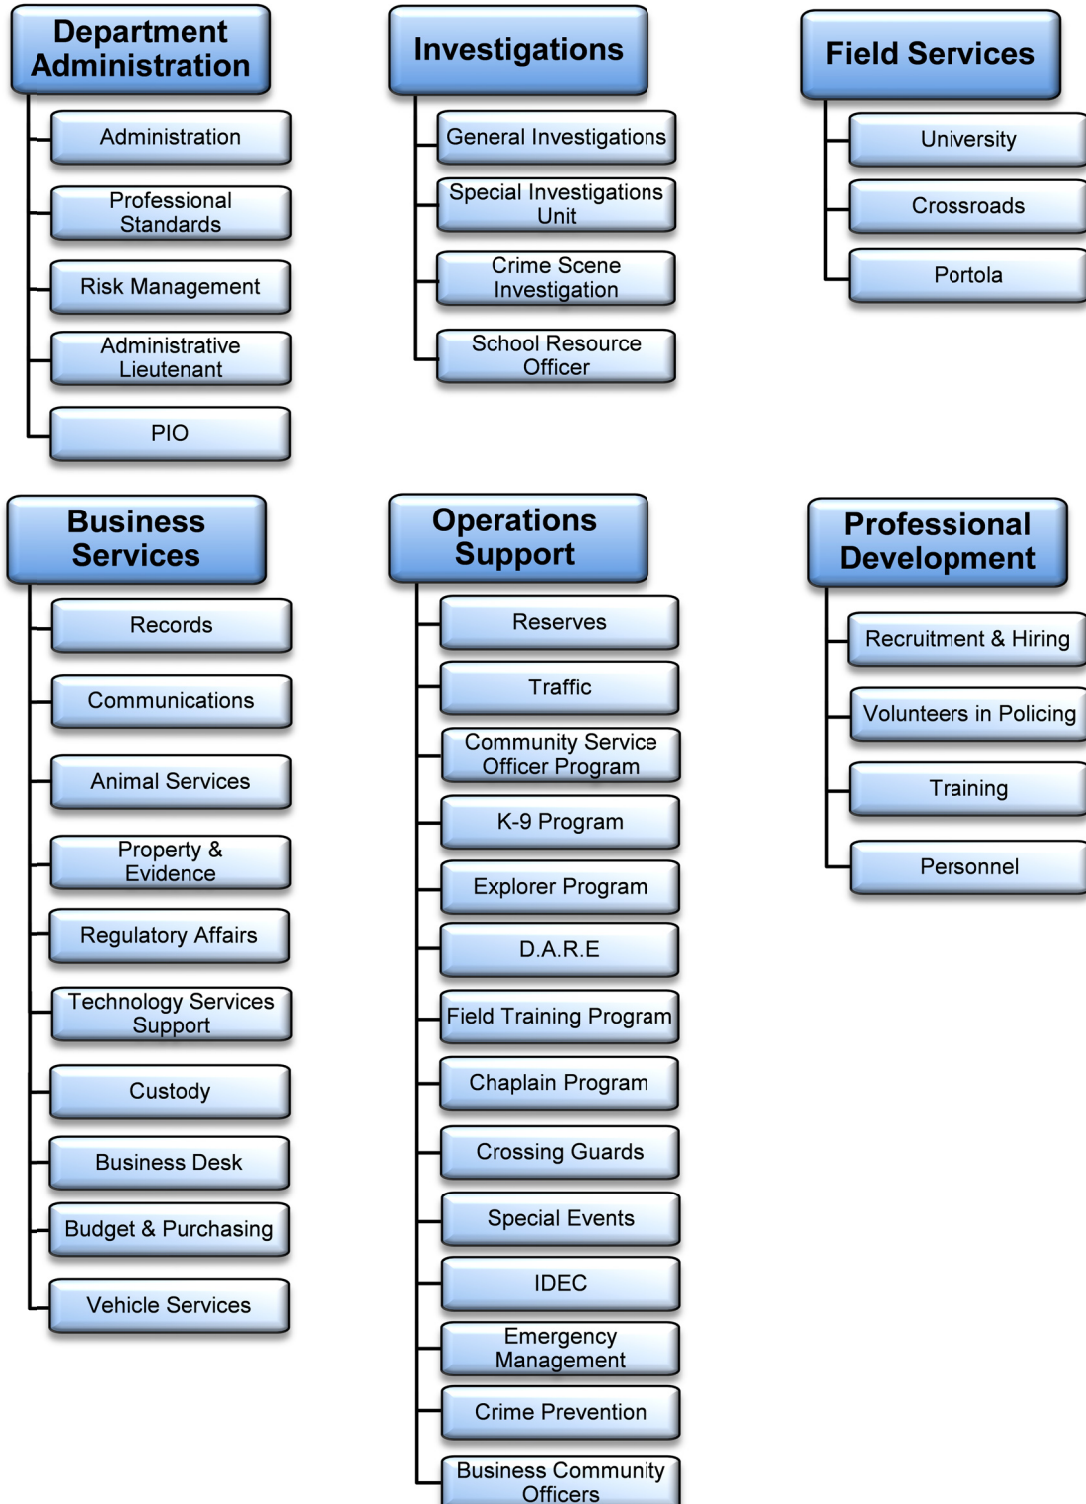 Department
Administration
Administration
Professional
Standards
Risk Management
Administrative
Lieutenant
PIO
Investigations
General Investigations
Special Investigations
Unit
Crime Scene
Investigation
School Resource
Officer
Field Services
University
Crossroads
Portola
Business
Services
Records
Communications
Animal Services
Property &
Evidence
Regulatory Affairs
Technology Services
Support
Custody
Business Desk
Budget & Purchasing
Vehicle Services
Operations
Support
Reserves
Traffic
Community Service
Officer Program
K-9 Program
Explorer Program
D.A.R.E
Field Training Program
Chaplain Program
Crossing Guards
Special Events
IDEC
Emergency
Management
Crime Prevention
Business Community
Officers
Professional
Development
Recruitment & Hiring
Volunteers in Policing
Training
Personnel